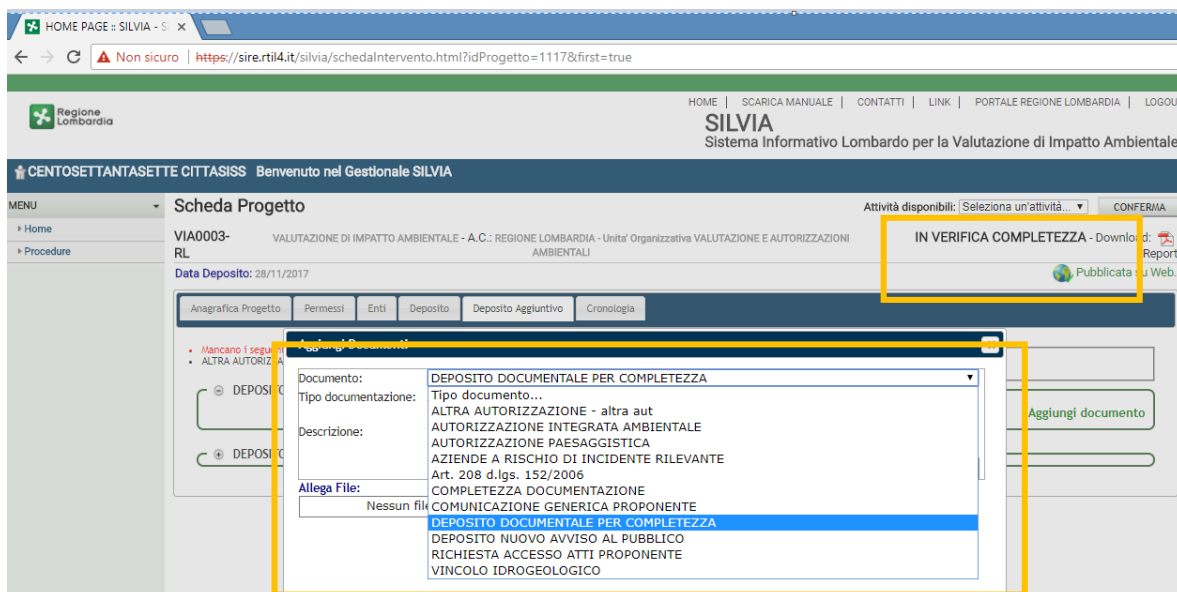 HOME PAGE :: SILVIA - S
Non sicuro | https://sire.rtil4.it/silvia/schedaIntervento.html?idProgetto=1117&first=true
Regione
Lombardia
HOME | SCARICA MANUALE | CONTATTI | LINK | PORTALE REGIONE LOMBARDIA | LOGOU
SILVIA
Sistema Informativo Lombardo per la Valutazione di Impatto Ambientale
CENTOSETTANTASETTE CITTASISS Benvenuto nel Gestionale SILVIA
MENU
Home
Procedure
Scheda Progetto
Attività disponibili: Seleziona un'attività... CONFERMA
VIA0003-RL
VALUTAZIONE DI IMPATTO AMBIENTALE - A.C.: REGIONE LOMBARDIA - Unita' Organizzativa VALUTAZIONE E AUTORIZZAZIONI
AMBIENTALI
IN VERIFICA COMPLETEZZA - Download:
Report
Data Deposito: 28/11/2017
Pubblicata su Web.
Anagrafica Progetto Permessi Enti Deposito Deposito Aggiuntivo Cronologia
Mancano i
ALTRA
Aggiungi Documenti
DEPOSITO
Aggiungi documento
DEPOSITO
Documento: DEPOSITO DOCUMENTALE PER COMPLETEZZA
Tipo documentazione:
Descrizione:
Allega File:
Nessun file
Tipo documento...
ALTRA AUTORIZZAZIONE - altra aut
AUTORIZZAZIONE INTEGRATA AMBIENTALE
AUTORIZZAZIONE PAESAGGISTICA
AZIENDE A RISCHIO DI INCIDENTE RILEVANTE
Art. 208 d.lgs. 152/2006
COMPLETEZZA DOCUMENTAZIONE
COMUNICAZIONE GENERICA PROPONENTE
DEPOSITO DOCUMENTALE PER COMPLETEZZA
DEPOSITO NUOVO AVVISO AL PUBBLICO
RICHIESTA ACCESSO ATTI PROPONENTE
VINCOLO IDROGEOLOGICO